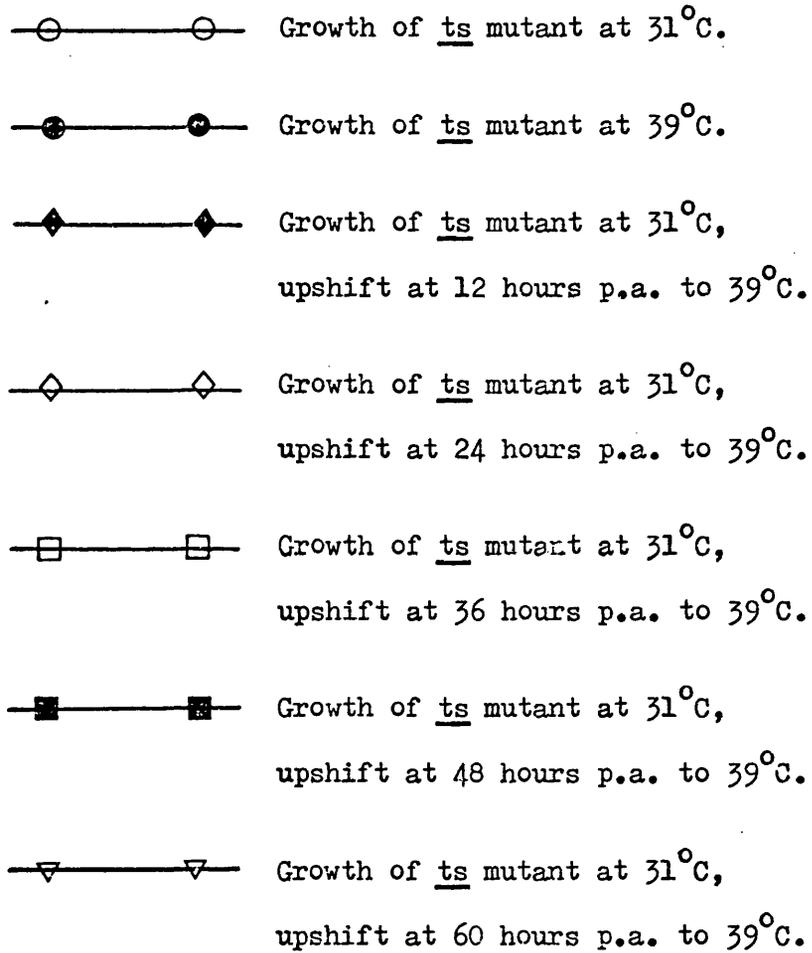 Growth of ts mutant at 31°C.
Growth of ts mutant at 39°C.
Growth of ts mutant at 31°C,
upshift at 12 hours p.a. to 39°C.
Growth of ts mutant at 31°C,
upshift at 24 hours p.a. to 39°C.
Growth of ts mutant at 31°C,
upshift at 36 hours p.a. to 39°C.
Growth of ts mutant at 31°C,
upshift at 48 hours p.a. to 39°C.
Growth of ts mutant at 31°C,
upshift at 60 hours p.a. to 39°C.